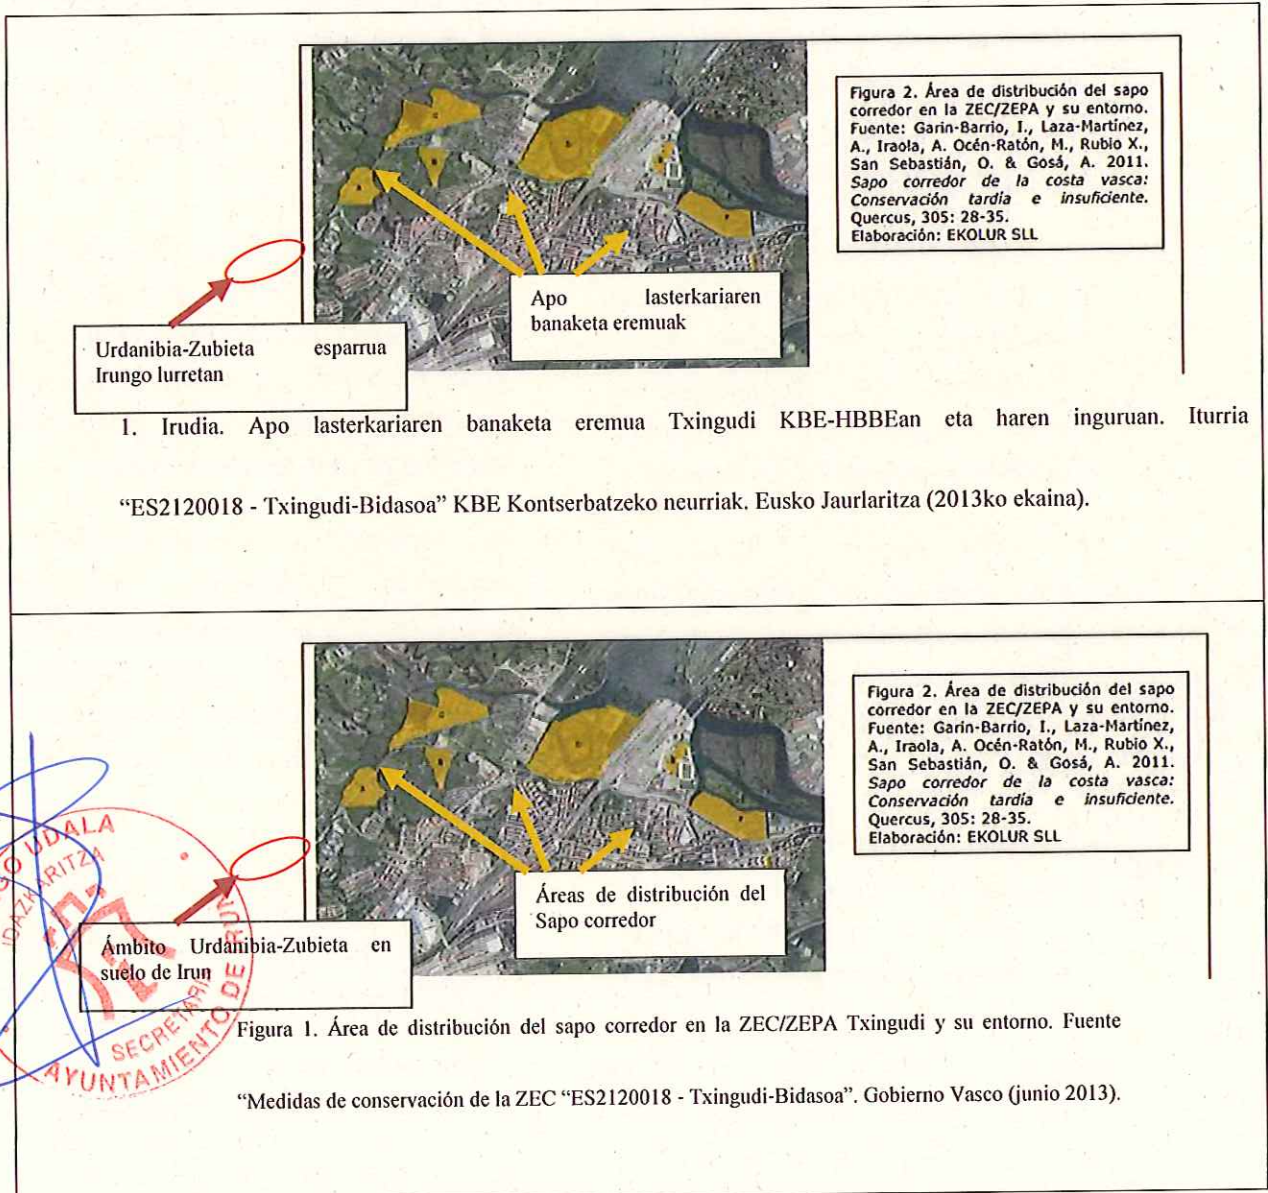 Figura 2. Área de distribución del sapo
corredor en la ZEC/ZEPA y su entorno.
Fuente: Garin-Barrio, I., Laza-Martínez,
A., Iraola, A. Océn-Ratón, M., Rubio X.,
San Sebastián, O. & Gosá, A. 2011.
Sapo corredor de la costa vasca:
Conservación tardía e insuficiente.
Quercus, 305: 28-35.
Elaboración: EKOLUR SLL
Apo lasterkariaren
banaketa eremuak
Urdanibia-Zubieta esparrua
Irungo lurretan
1. Irudia. Apo lasterkariaren banaketa eremua Txingudi KBE-HBBEan eta haren inguruan. Iturria
“ES2120018 - Txingudi-Bidasoa” KBE Kontserbatzeko neurriak. Eusko Jaurlaritza (2013ko ekaina).
Figura 2. Área de distribución del sapo
corredor en la ZEC/ZEPA y su entorno.
Fuente: Garin-Barrio, I., Laza-Martínez,
A., Iraola, A. Océn-Ratón, M., Rubio X.,
San Sebastián, O. & Gosá, A. 2011.
Sapo corredor de la costa vasca:
Conservación tardía e insuficiente.
Quercus, 305: 28-35.
Elaboración: EKOLUR SLL
Áreas de distribución del
Sapo corredor
Ámbito Urdanibia-Zubieta en
suelo de Irun
Figura 1. Área de distribución del sapo corredor en la ZEC/ZEPA Txingudi y su entorno. Fuente
“Medidas de conservación de la ZEC “ES2120018 - Txingudi-Bidasoa”. Gobierno Vasco (junio 2013).
UDALA
AYUNTAMIENTO DE